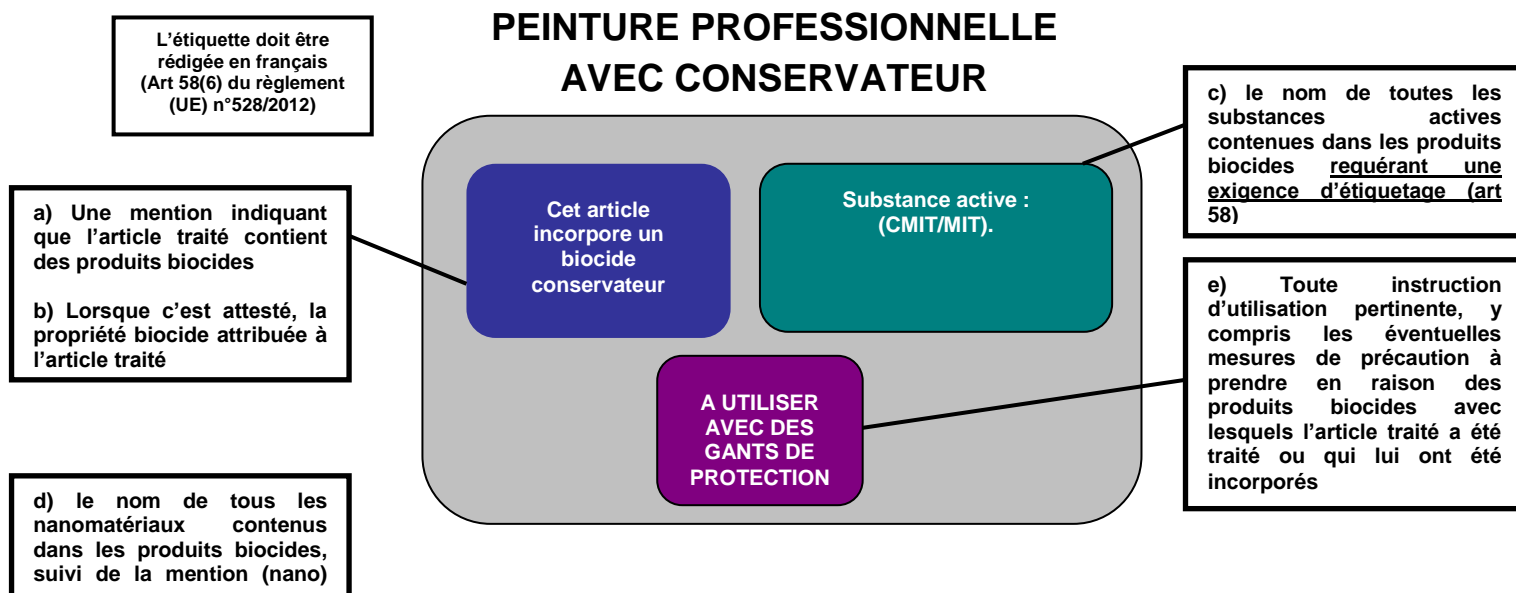 PEINTURE PROFESSIONNELLE
AVEC CONSERVATEUR
L'étiquette doit être
rédigée en français
(Art 58(6) du règlement
(UE) n°528/2012)
a) Une mention indiquant
que l'article traité contient
des produits biocides
b) Lorsque c'est attesté, la
propriété biocide attribuée à
l'article traité
d) le nom de tous les
nanomatériaux contenus
dans les produits biocides,
suivi de la mention (nano)
Cet article
incorpore un
biocide
conservateur
Substance active :
(CMIT/MIT).
A UTILISER
AVEC DES
GANTS DE
PROTECTION
c) le nom de toutes les
substances actives
contenues dans les produits
biocides requérant une
exigence d'étiquetage (art
58)
e) Toute instruction
d'utilisation pertinente, y
compris les éventuelles
mesures de précaution à
prendre en raison des
produits biocides avec
lesquels l'article traité a été
traité ou qui lui ont été
incorporés